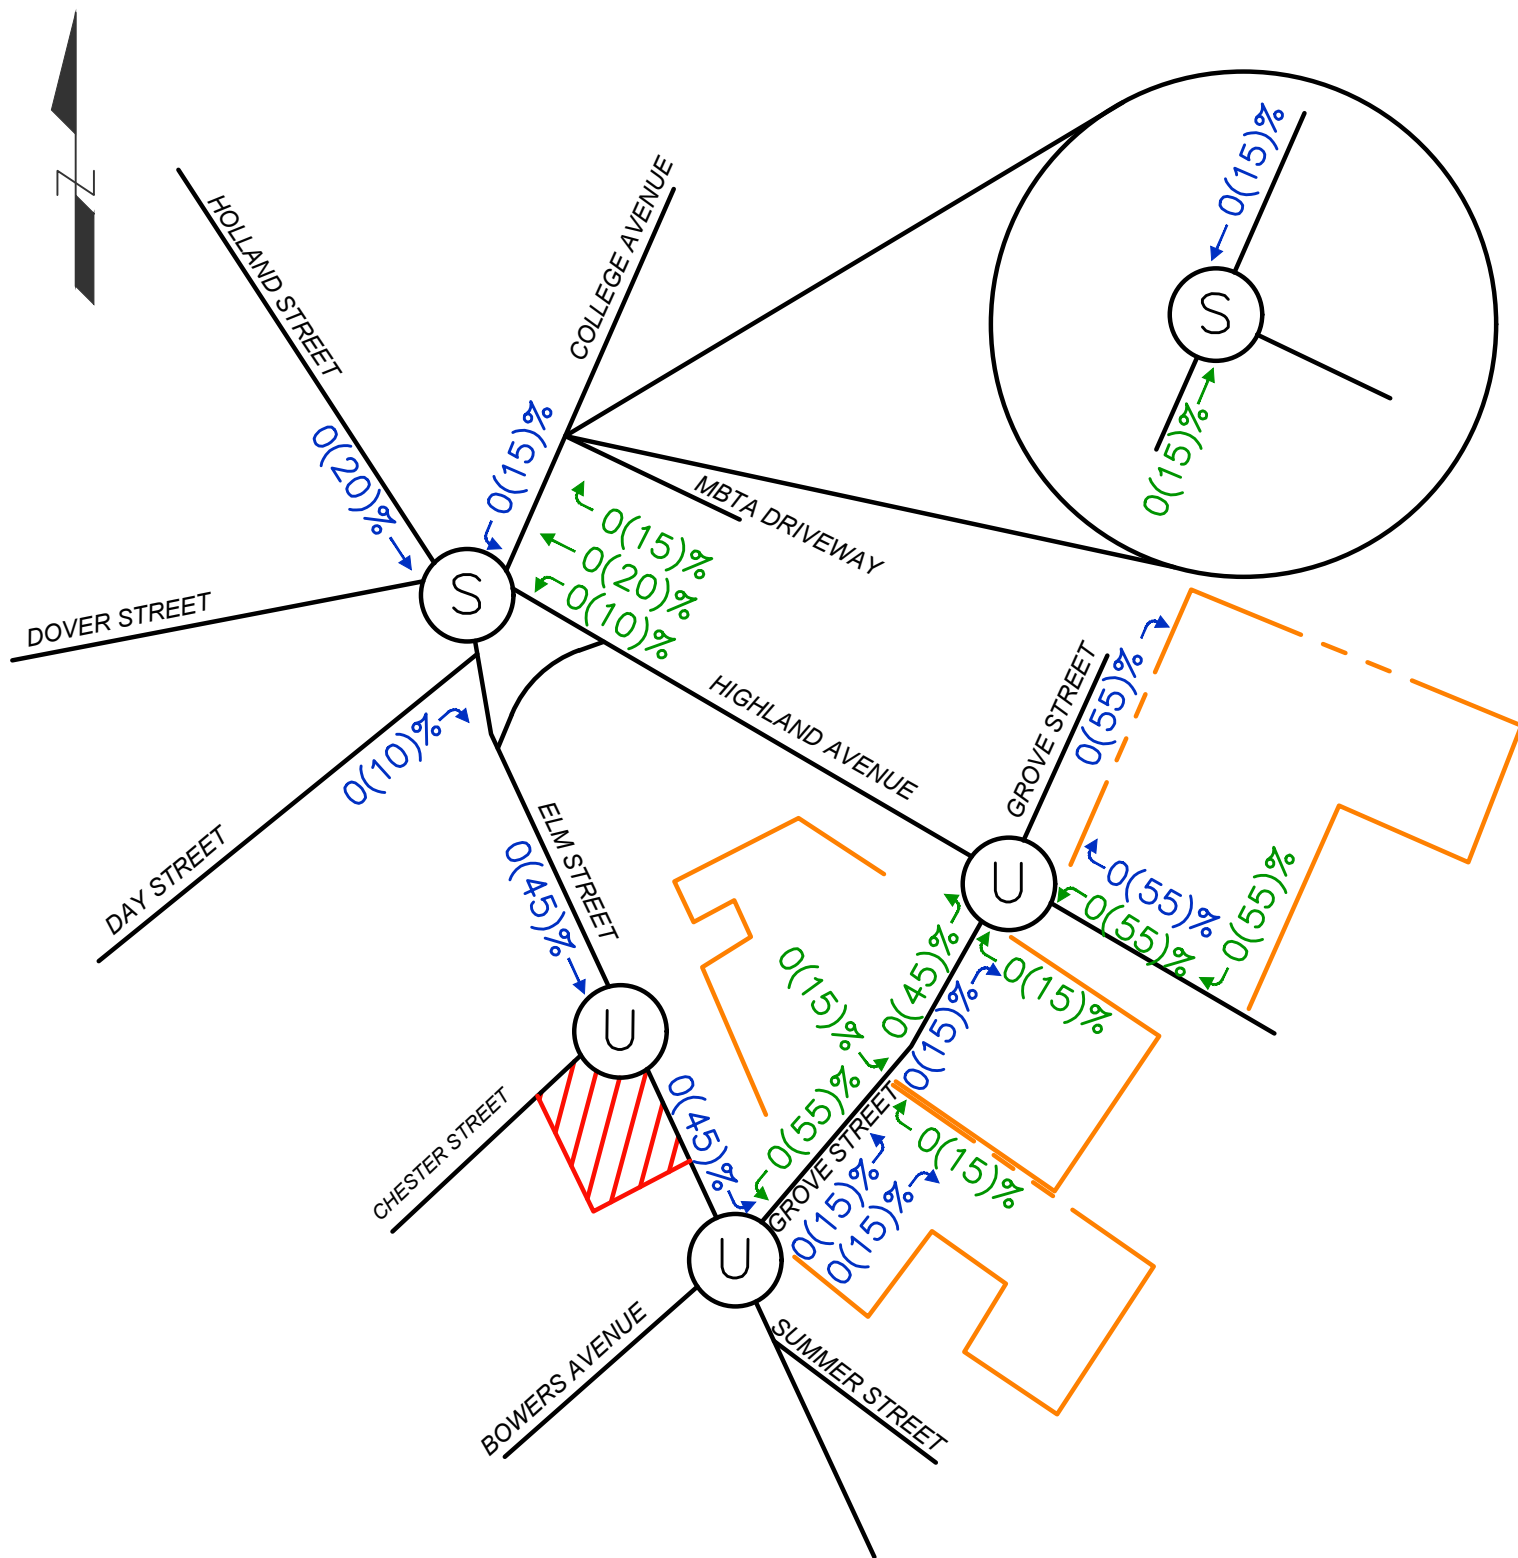 Z
HOLLAND STREET
COLLEGE AVENUE
0(15)%
S
0(15)%
0(20)%
0(15)%
MBTA DRIVEWAY
0(15)%
0(20)%
0(10)%
S
DOVER STREET
0(10)%
DAY STREET
HIGHLAND AVENUE
GROVE STREET
0(55)%
ELM STREET
0(45)%
U
0(55)%
0(55)%
0(55)%
0(15)%
0(45)%
0(15)%
0(15)%
U
CHESTER STREET
0(45)%
0(55)%
GROVE STREET
0(15)%
0(15)%
0(15)%
U
BOWERS AVENUE
SUMMER STREET